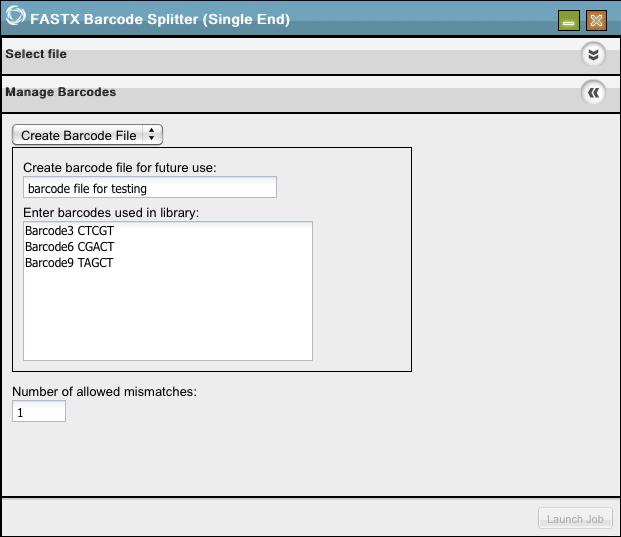 FASTX Barcode Splitter (Single End)
Select file
Manage Barcodes
Create Barcode File
Create barcode file for future use:
barcode file for testing
Enter barcodes used in library:
Barcode3 CTCGT
Barcode6 CGACT
Barcode9 TAGCT
Number of allowed mismatches:
1
Launch Job